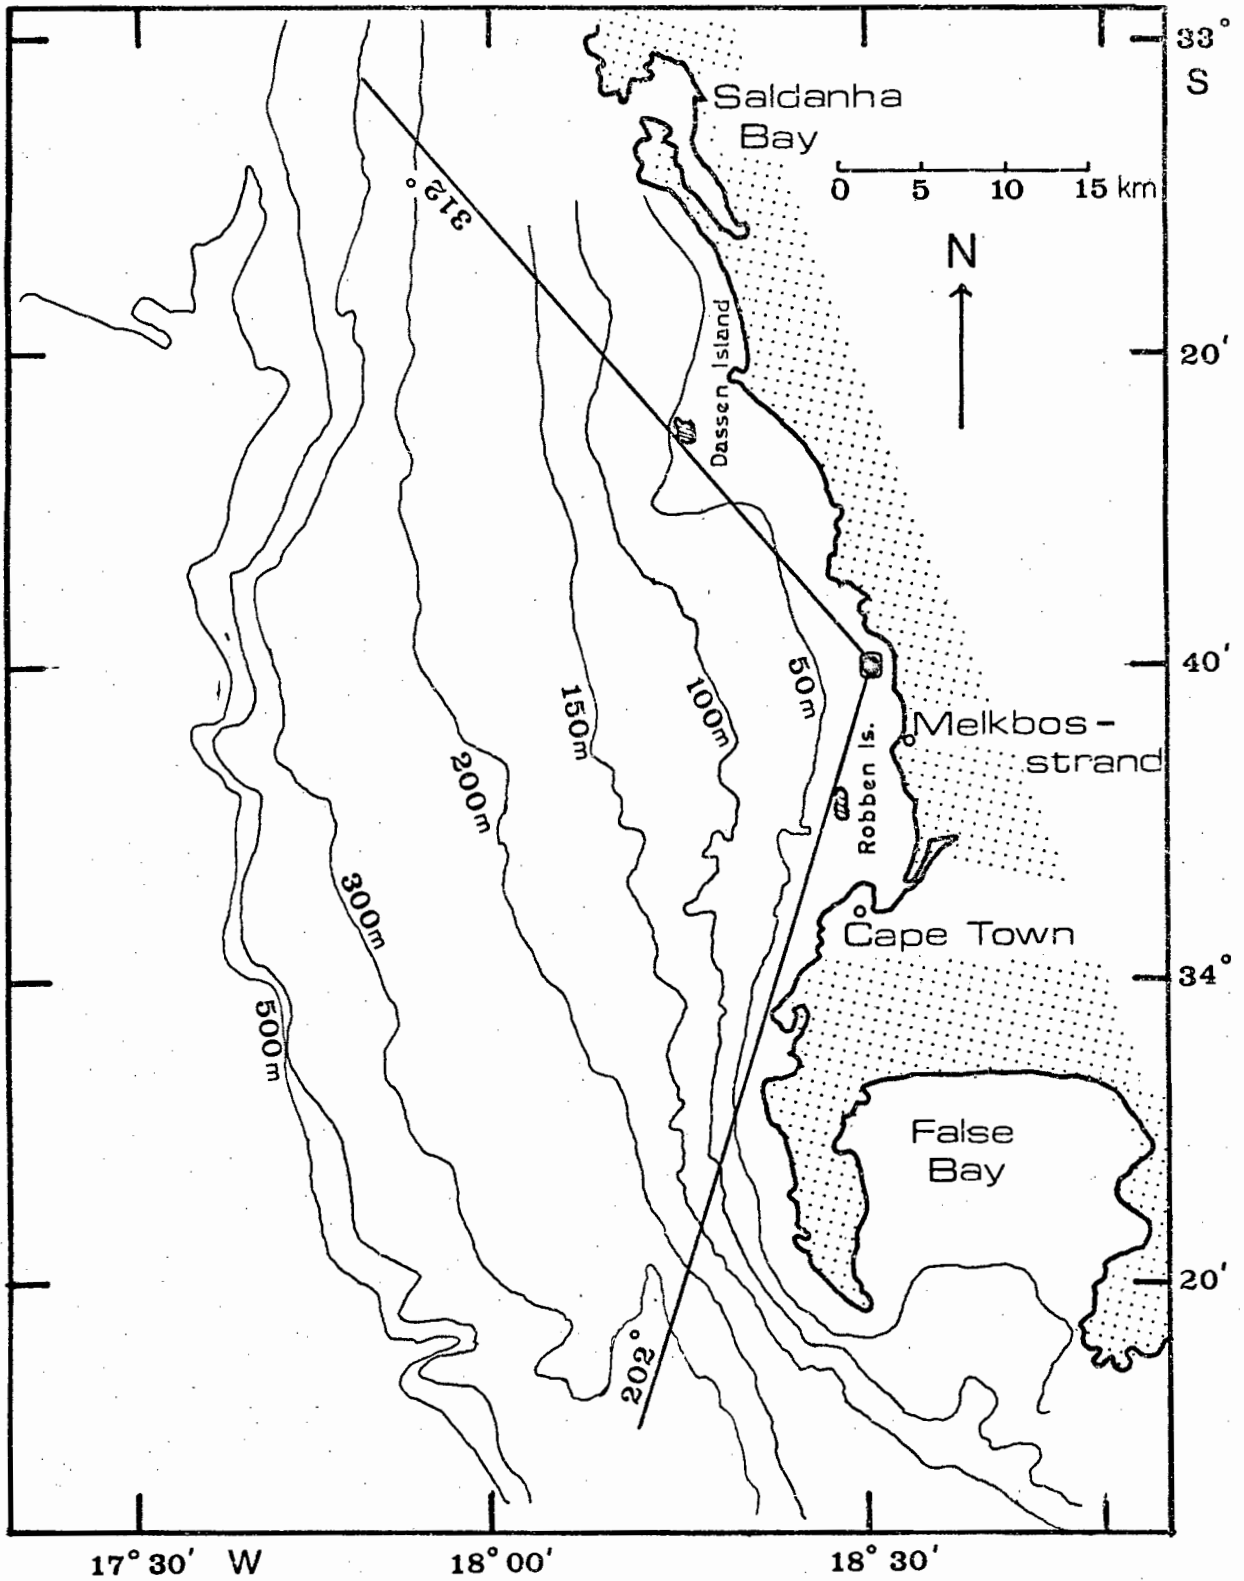 33°
S
Saldanha
Bay
0 5 10 15 km
N
312°
Dassen Island
20'
40'
50m
100m
150m
200m
300m
500m
Melkbos-
strand
Robben Is.
Cape Town
34°
False
Bay
20'
202°
17°30' W 18°00' 18°30'